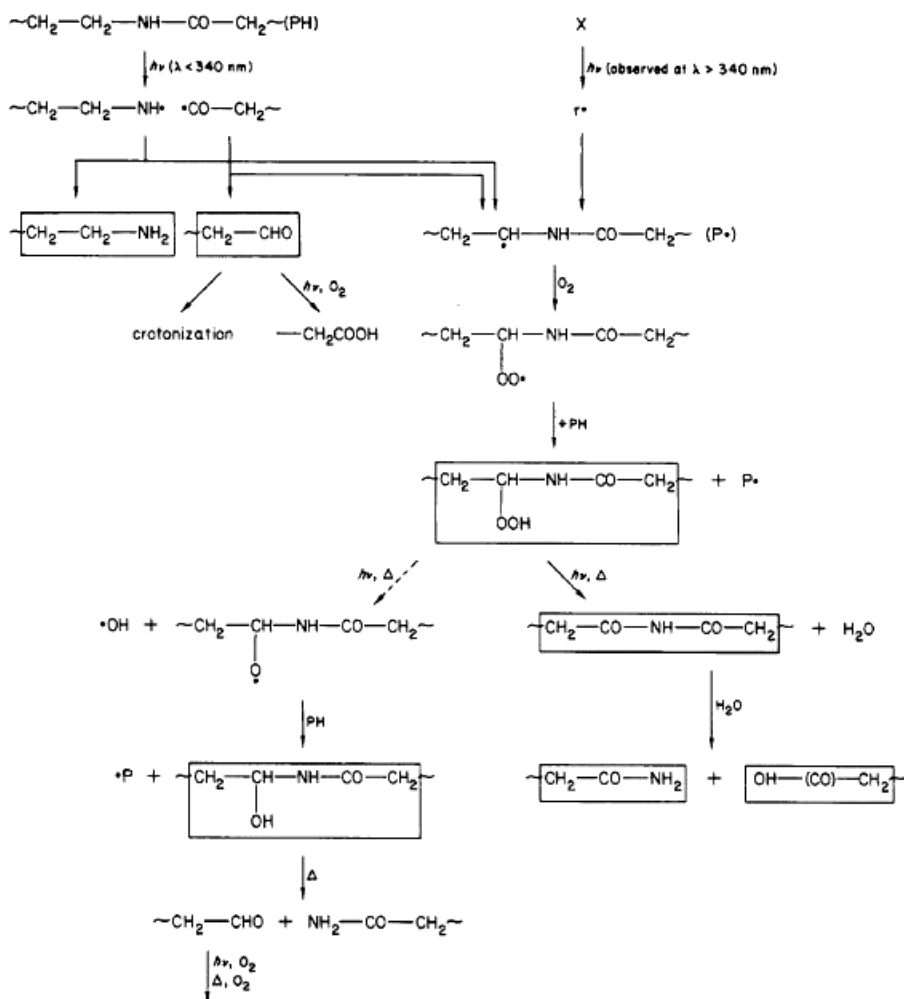 ~CH₂—CH₂—NH—CO—CH₂~(PH) X
hν (λ < 340 nm) hν (observed at λ > 340 nm)
~CH₂—CH₂—NH• •CO—CH₂~ r•
~CH₂—CH₂—NH₂ ~CH₂—CHO ~CH₂—CH—NH—CO—CH₂~ (P•)
•
hν, O₂ O₂
crotonization —CH₂COOH ~CH₂—CH—NH—CO—CH₂~
OO•
+PH
~CH₂—CH—NH—CO—CH₂~ + P•
OOH
hν, Δ hν, Δ
•OH + ~CH₂—CH—NH—CO—CH₂~ ~CH₂—CO—NH—CO—CH₂~ + H₂O
O•
PH H₂O
•P + ~CH₂—CH—NH—CO—CH₂~ ~CH₂—CO—NH₂ + OH—(CO)—CH₂~
OH
Δ
~CH₂—CHO + NH₂—CO—CH₂~
hν, O₂
Δ, O₂